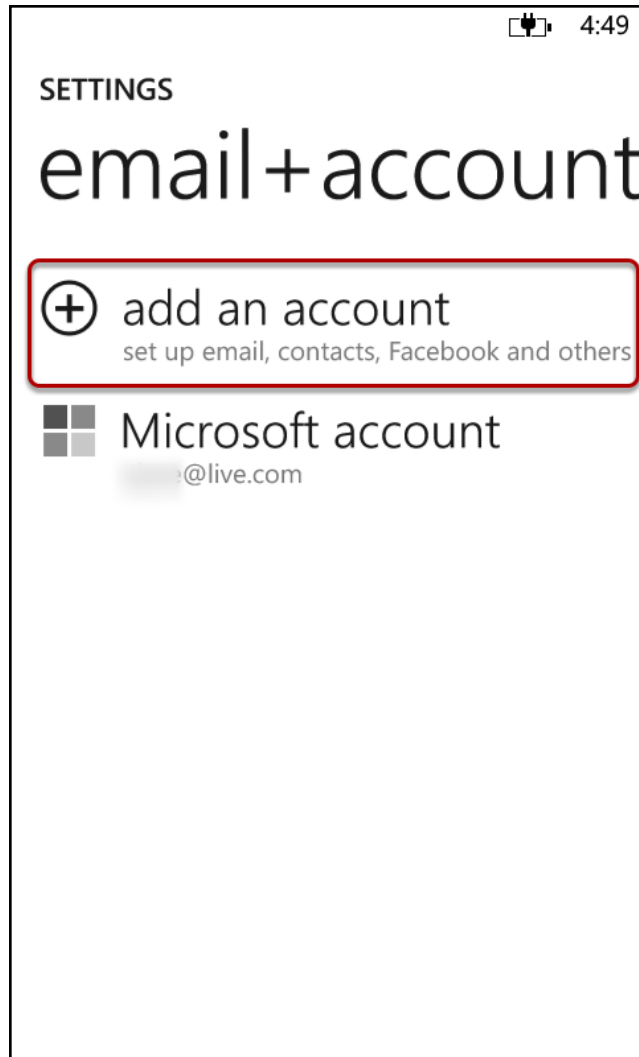 4:49
SETTINGS
email+account
add an account
set up email, contacts, Facebook and others
Microsoft account
@live.com